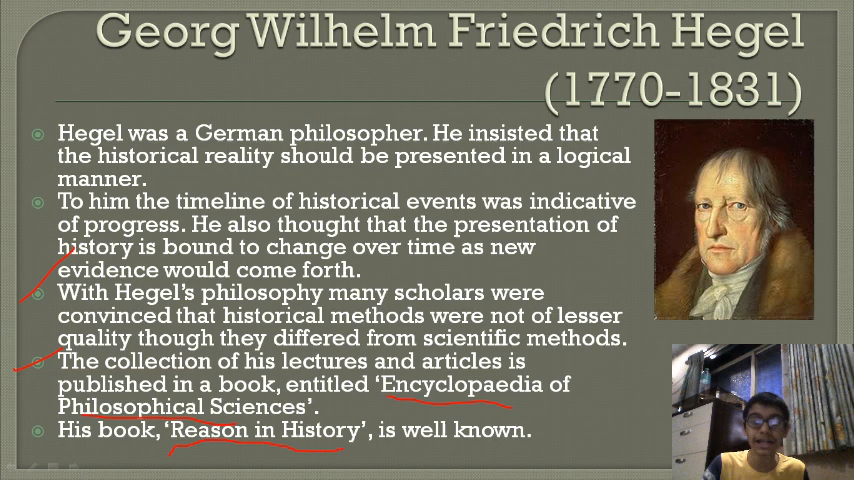 Georg Wilhelm Friedrich Hegel
(1770-1831)
Hegel was a German philosopher. He insisted that
the historical reality should be presented in a logical
manner.
To him the timeline of historical events was indicative
of progress. He also thought that the presentation of
history is bound to change over time as new
evidence would come forth.
With Hegel's philosophy many scholars were
convinced that historical methods were not of lesser
quality though they differed from scientific methods.
The collection of his lectures and articles is
published in a book, entitled 'Encyclopaedia of
Philosophical Sciences'.
His book, 'Reason in History', is well known.